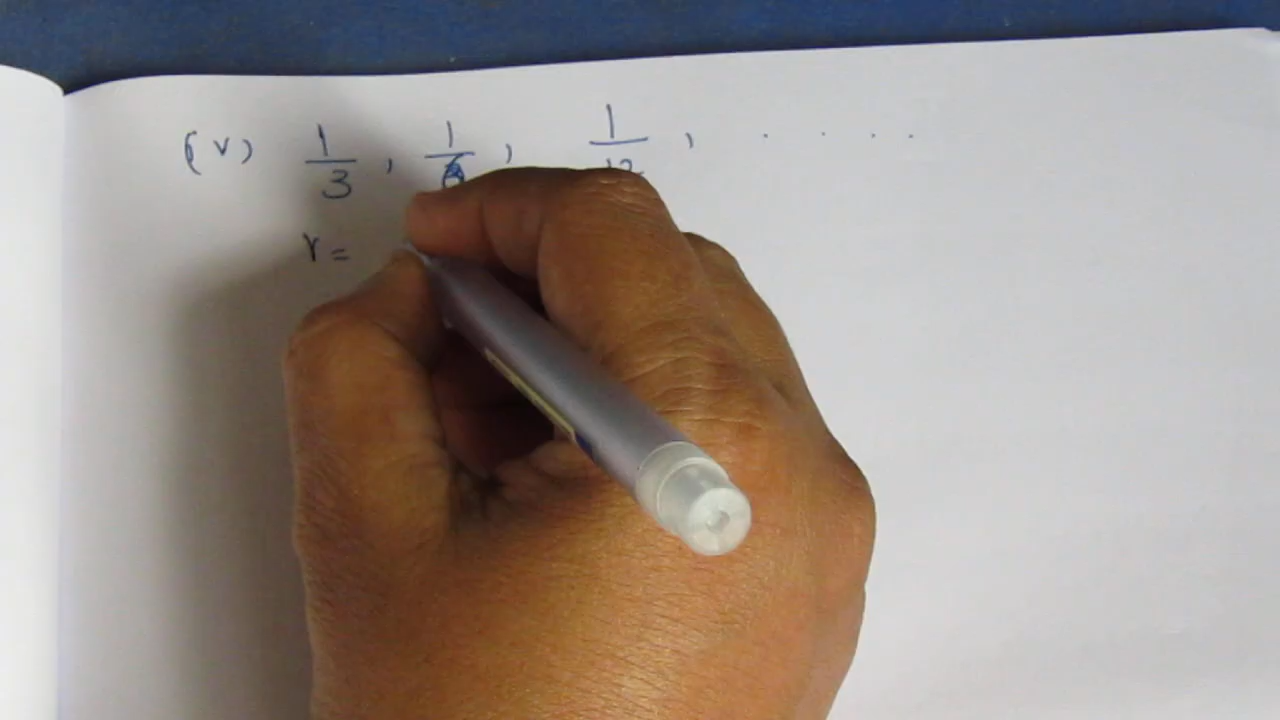 (v) 1/3 , 1/6 , 1/12 , . . . .
r =